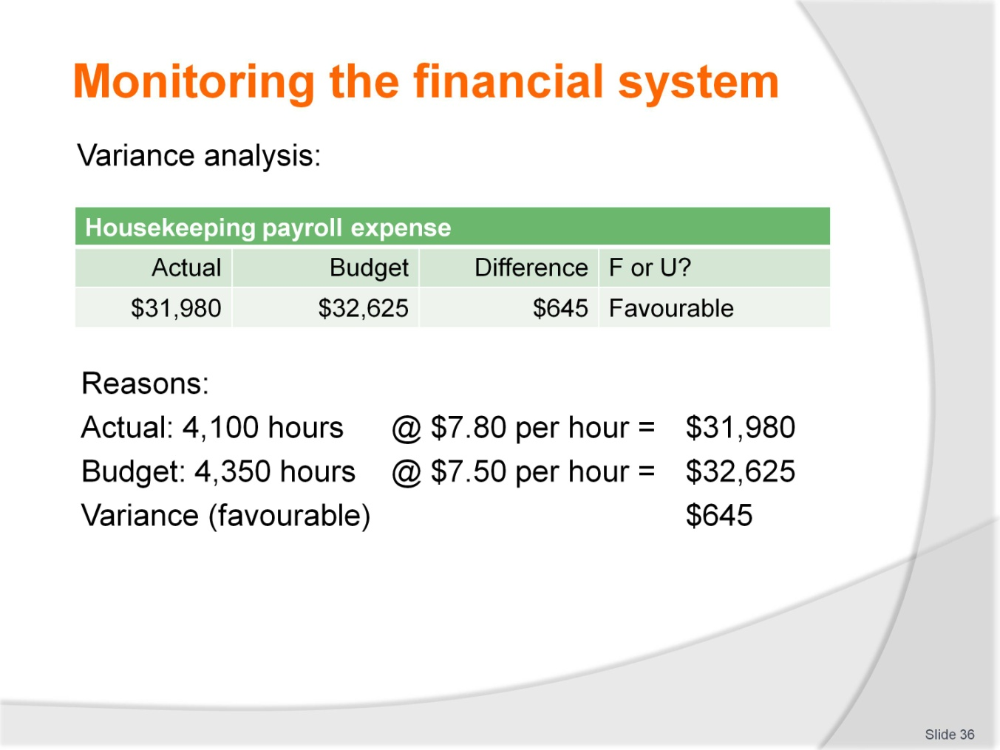 Monitoring the financial system
Variance analysis:
Housekeeping payroll expense
Actual Budget Difference F or U?
$31,980 $32,625 $645 Favourable
Reasons:
Actual: 4,100 hours @ $7.80 per hour = $31,980
Budget: 4,350 hours @ $7.50 per hour = $32,625
Variance (favourable) $645
Slide 36